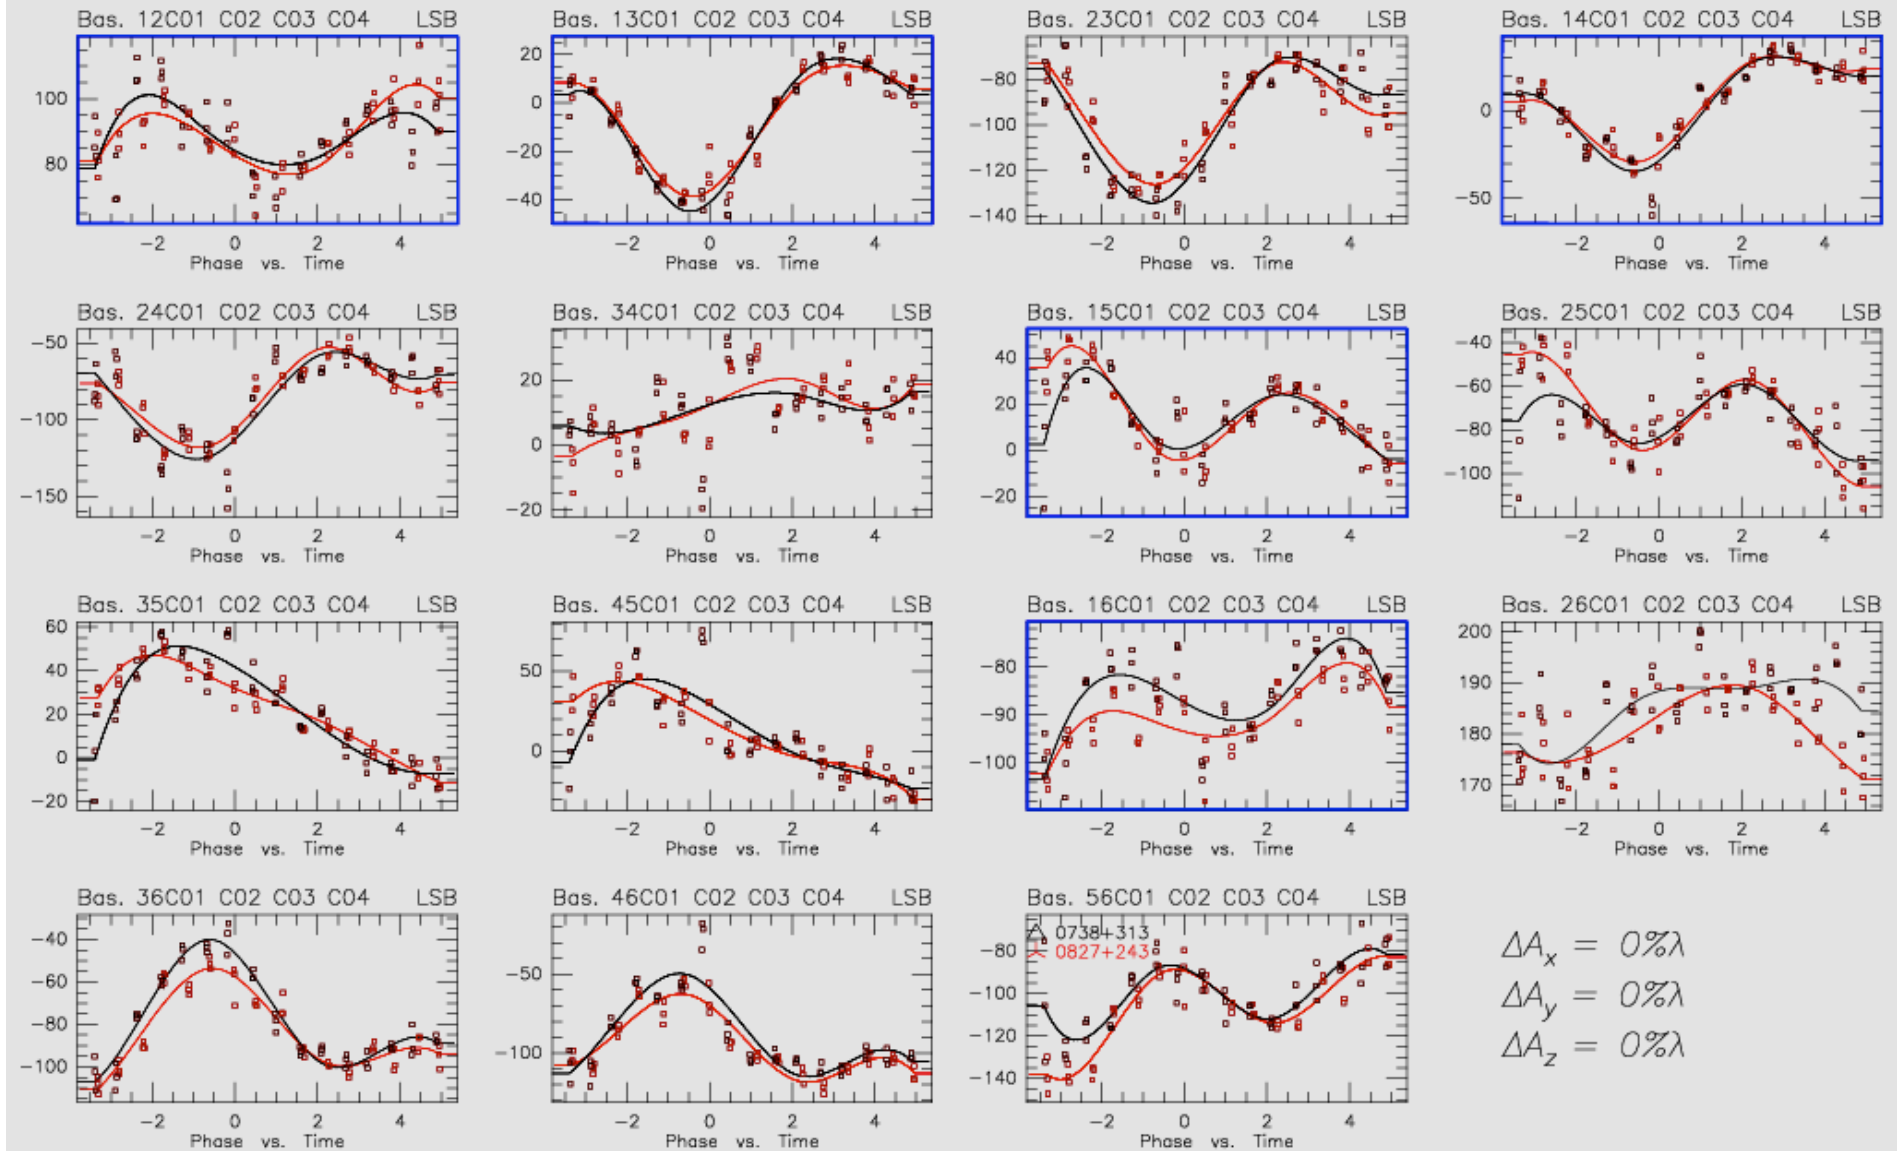 Bas. 12C01 C02 C03 C04 LSB
100
80
-2 0 2 4
Phase vs. Time
Bas. 13C01 C02 C03 C04 LSB
20
0
-20
-40
-2 0 2 4
Phase vs. Time
Bas. 23C01 C02 C03 C04 LSB
-80
-100
-120
-140
-2 0 2 4
Phase vs. Time
Bas. 14C01 C02 C03 C04 LSB
0
-50
-2 0 2 4
Phase vs. Time
Bas. 24C01 C02 C03 C04 LSB
-50
-100
-150
-2 0 2 4
Phase vs. Time
Bas. 34C01 C02 C03 C04 LSB
20
0
-20
-2 0 2 4
Phase vs. Time
Bas. 15C01 C02 C03 C04 LSB
40
20
0
-20
-2 0 2 4
Phase vs. Time
Bas. 25C01 C02 C03 C04 LSB
-40
-60
-80
-100
-2 0 2 4
Phase vs. Time
Bas. 35C01 C02 C03 C04 LSB
60
40
20
0
-20
-2 0 2 4
Phase vs. Time
Bas. 45C01 C02 C03 C04 LSB
50
0
-2 0 2 4
Phase vs. Time
Bas. 16C01 C02 C03 C04 LSB
-80
-90
-100
-2 0 2 4
Phase vs. Time
Bas. 26C01 C02 C03 C04 LSB
200
190
180
170
-2 0 2 4
Phase vs. Time
Bas. 36C01 C02 C03 C04 LSB
-40
-60
-80
-100
-2 0 2 4
Phase vs. Time
Bas. 46C01 C02 C03 C04 LSB
-50
-100
-2 0 2 4
Phase vs. Time
Bas. 56C01 C02 C03 C04 LSB
0738+313
0827+243
-80
-100
-120
-140
-2 0 2 4
Phase vs. Time
ΔAx = 0%λ
ΔAy = 0%λ
ΔAz = 0%λ